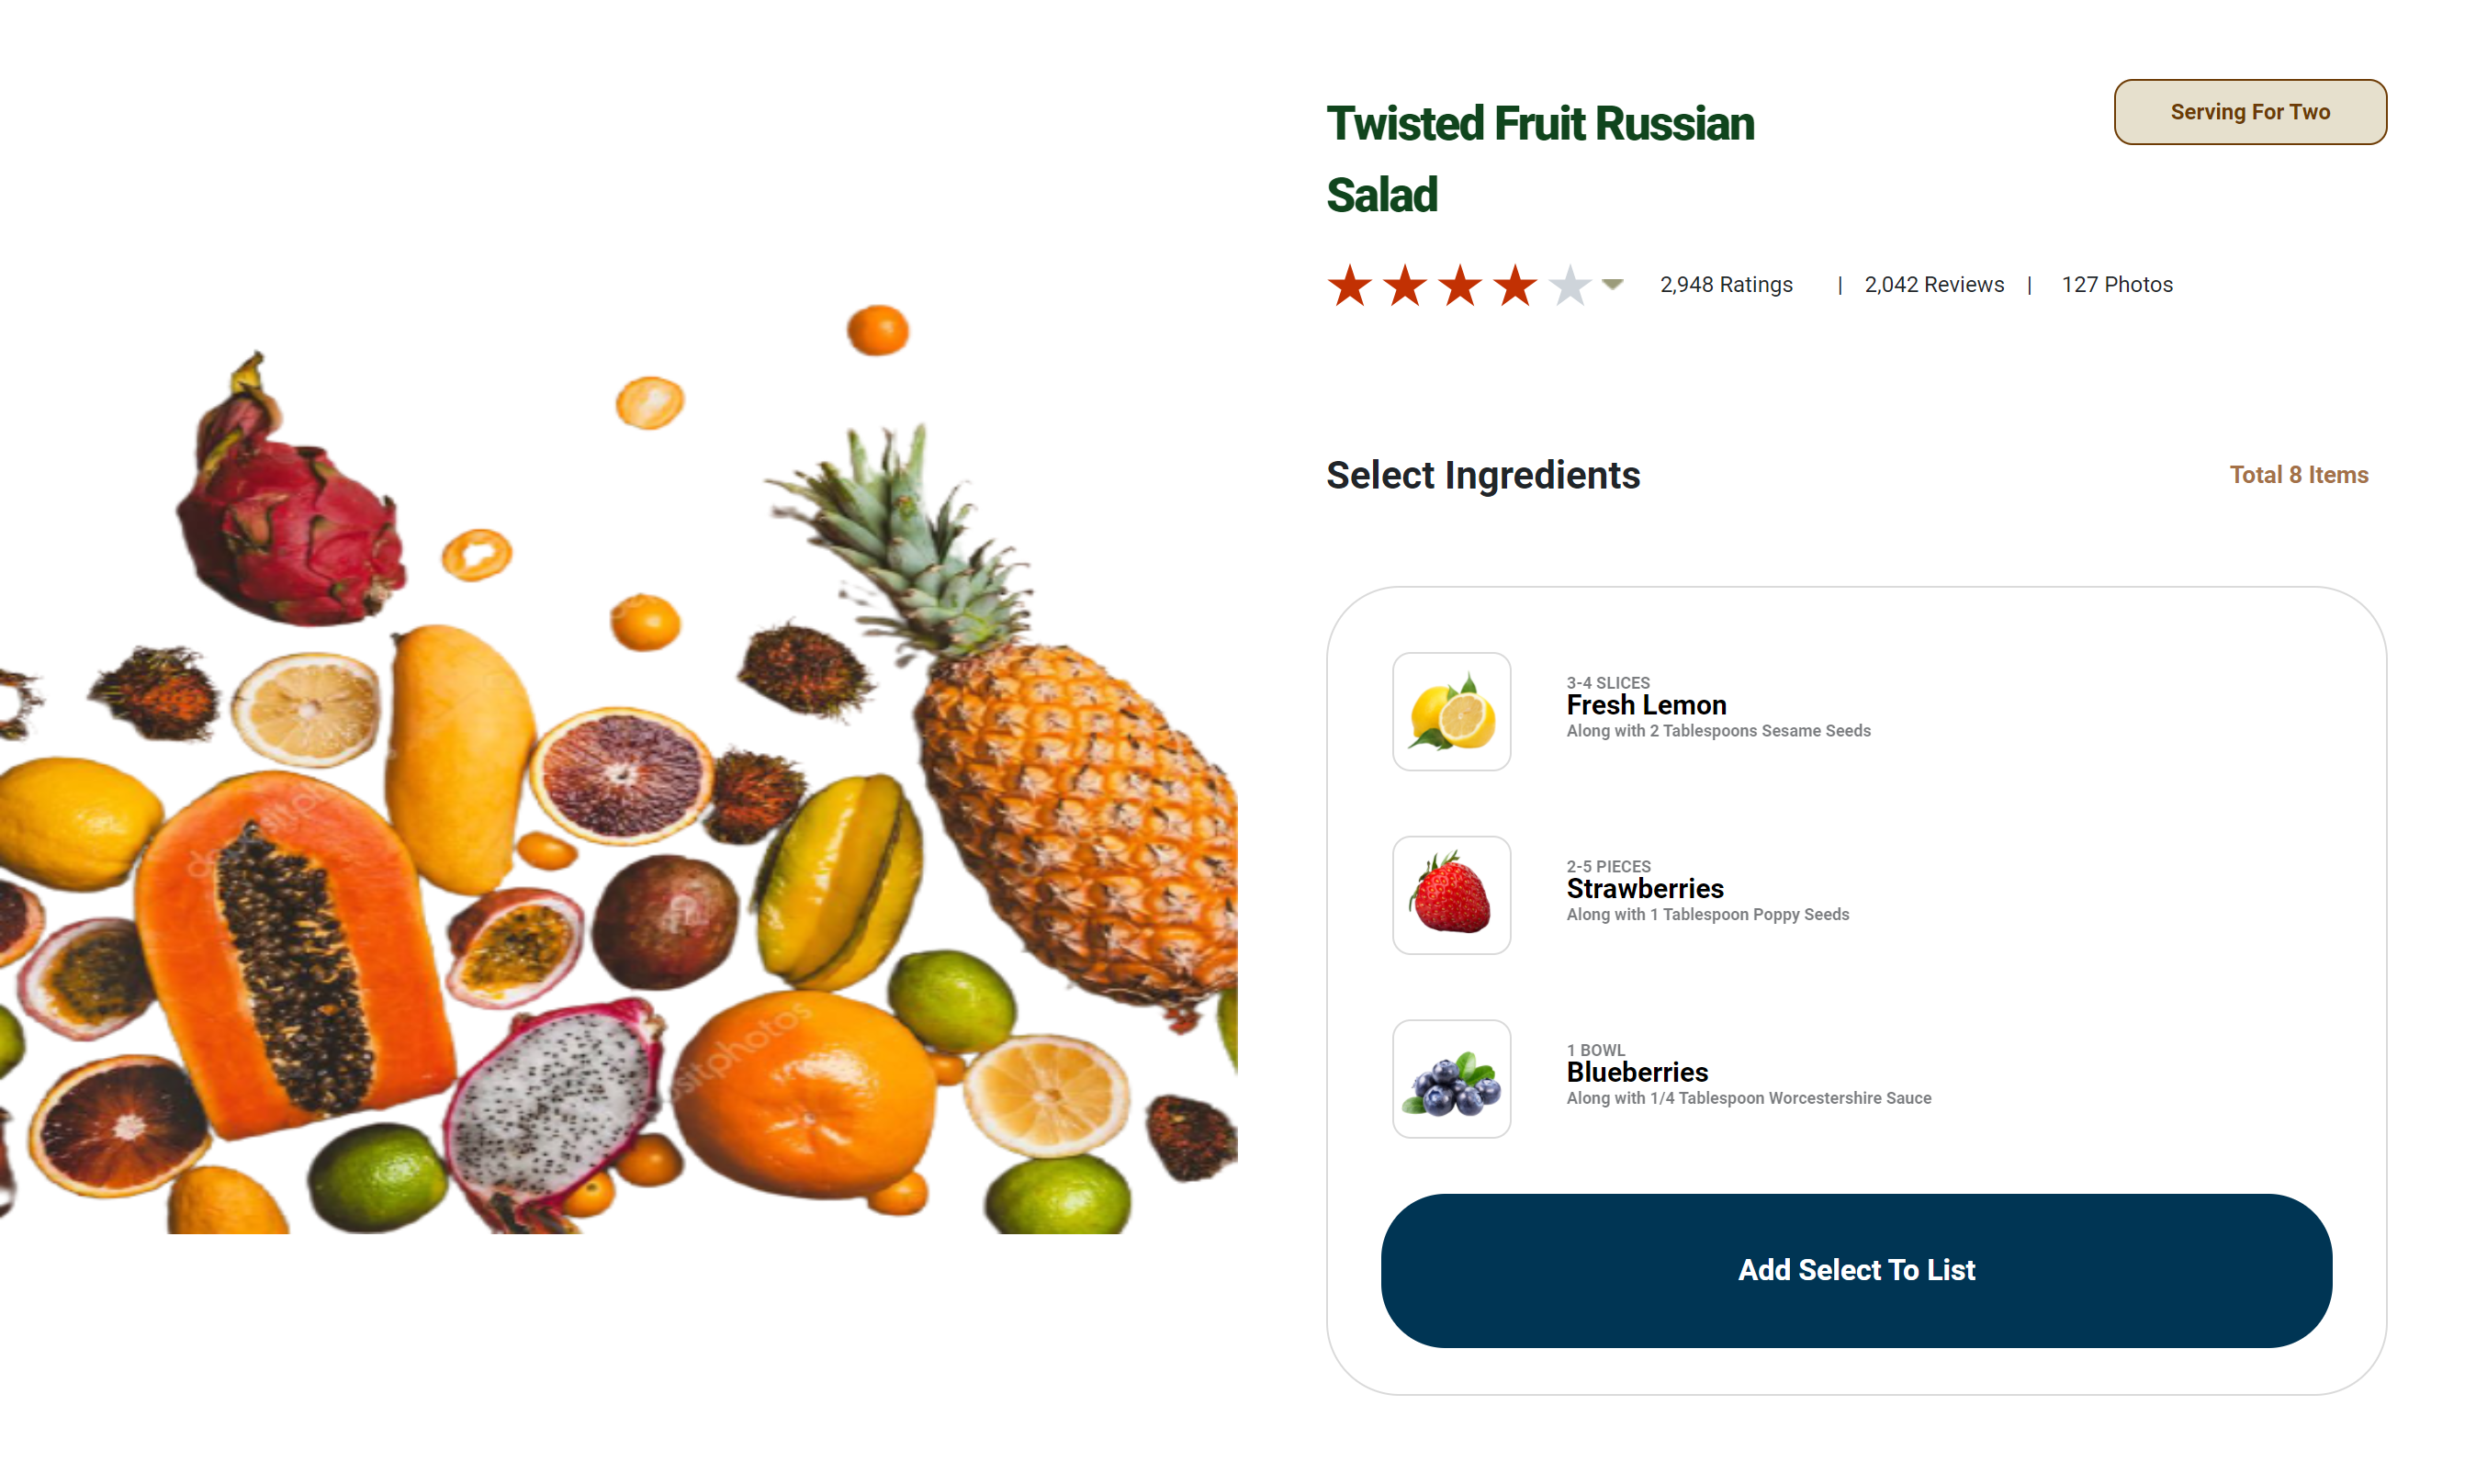 Twisted Fruit Russian
Salad
Serving For Two
2,948 Ratings | 2,042 Reviews | 127 Photos
Select Ingredients
Total 8 Items
3-4 SLICES
Fresh Lemon
Along with 2 Tablespoons Sesame Seeds
2-5 PIECES
Strawberries
Along with 1 Tablespoon Poppy Seeds
1 BOWL
Blueberries
Along with 1/4 Tablespoon Worcestershire Sauce
Add Select To List